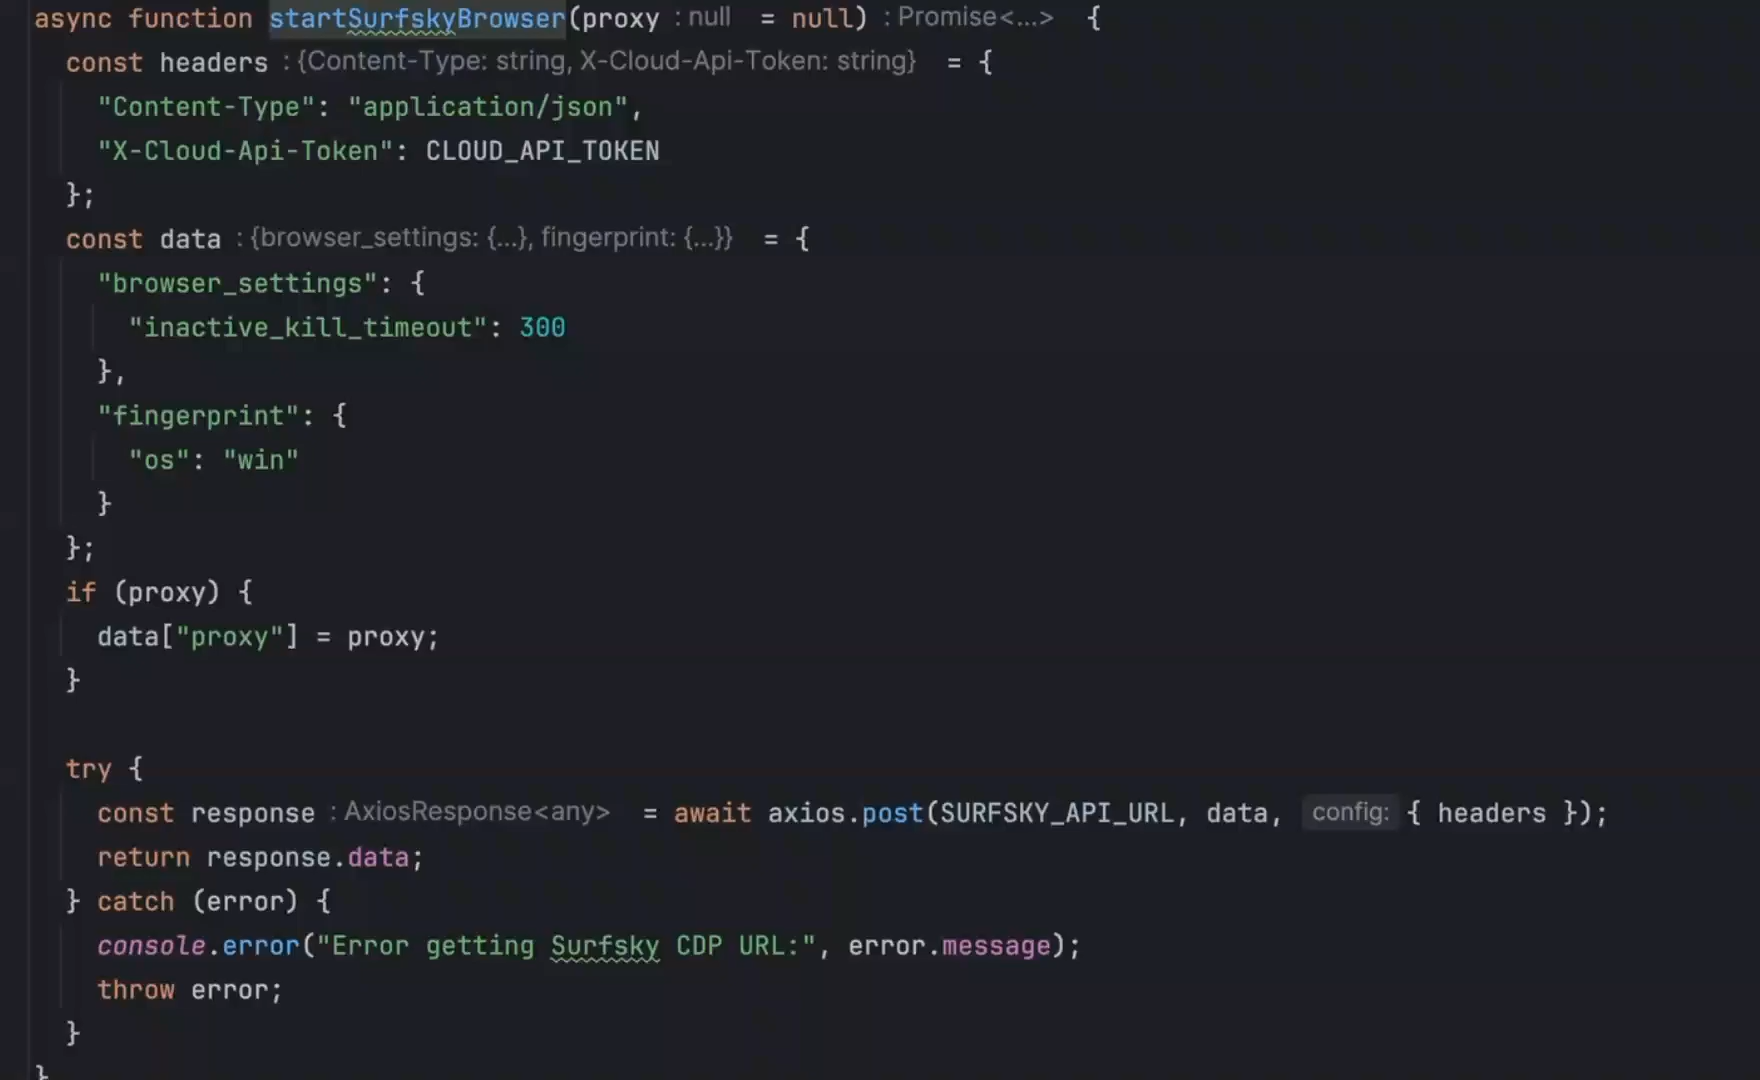 async function startSurfskyBrowser(proxy : null = null) : Promise<...> {
const headers : {Content-Type: string, X-Cloud-Api-Token: string} = {
"Content-Type": "application/json",
"X-Cloud-Api-Token": CLOUD_API_TOKEN
};
const data : {browser_settings: {...}, fingerprint: {...}} = {
"browser_settings": {
"inactive_kill_timeout": 300
},
"fingerprint": {
"os": "win"
}
};
if (proxy) {
data["proxy"] = proxy;
}
try {
const response : AxiosResponse<any> = await axios.post(SURFSKY_API_URL, data, config: { headers });
return response.data;
} catch (error) {
console.error("Error getting Surfsky CDP URL:", error.message);
throw error;
}
}